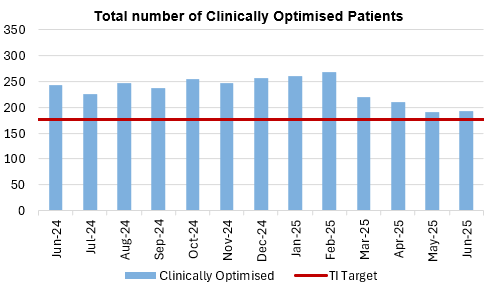 Total number of Clinically Optimised Patients
350
300
250
200
150
100
50
0
Jun-24 Jul-24 Aug-24 Sep-24 Oct-24 Nov-24 Dec-24 Jan-25 Feb-25 Mar-25 Apr-25 May-25 Jun-25
Clinically Optimised TI Target